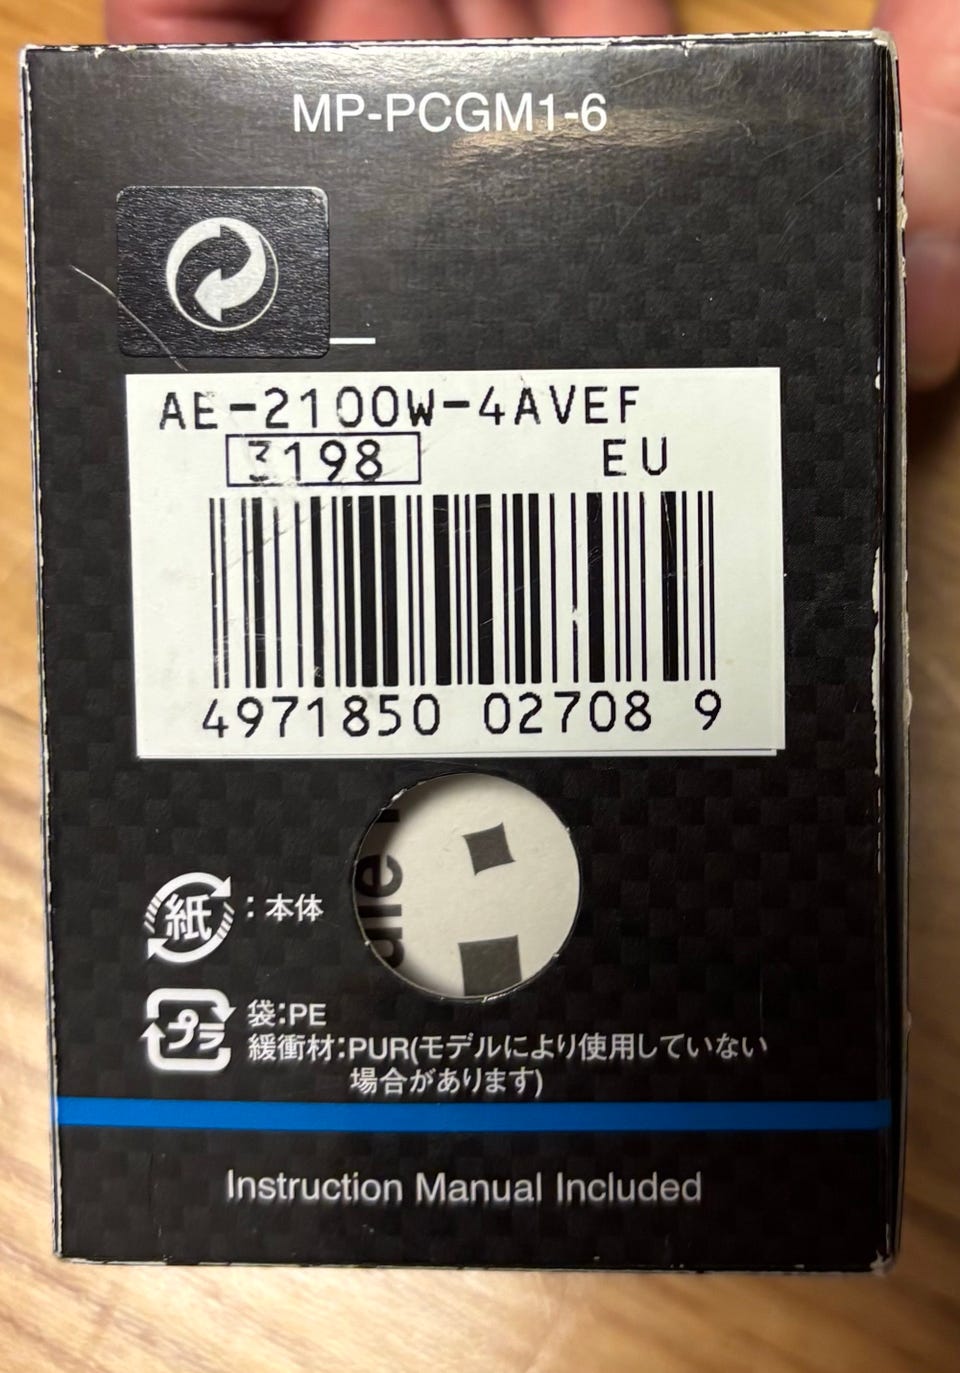 MP-PCGM1-6
AE-2100W-4AVEF
3198 EU
4971850 02708 9
紙 : 本体
プラ 袋:PE
緩衝材:PUR(モデルにより使用していない
場合があります)
Instruction Manual Included